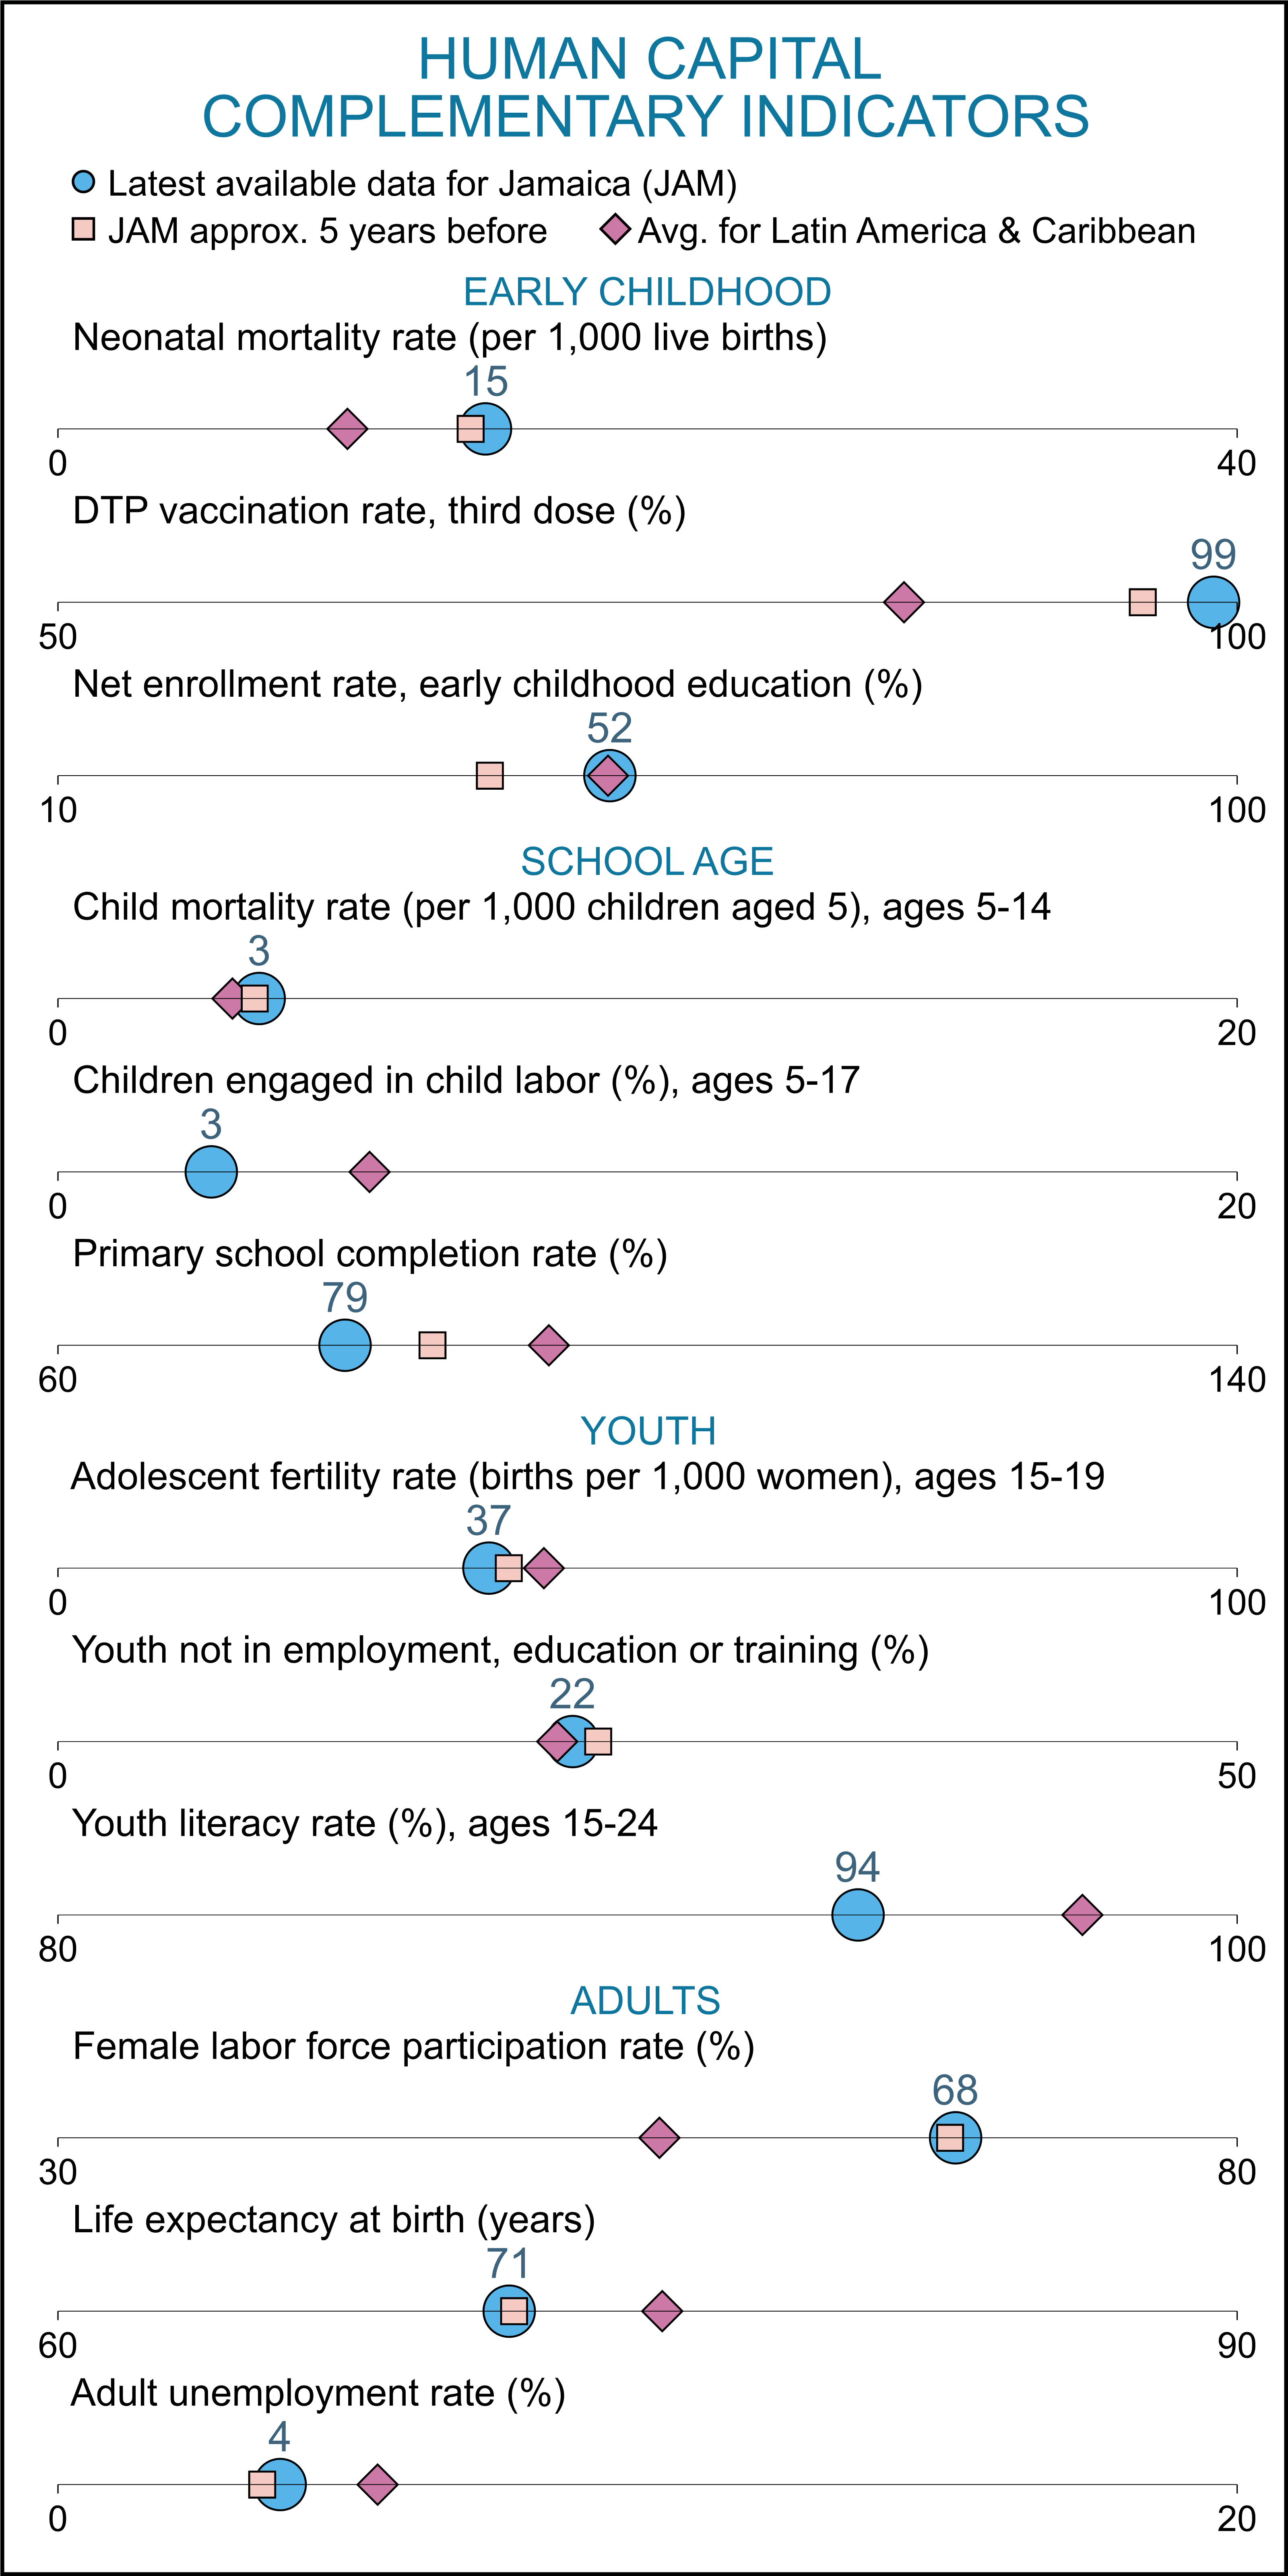 HUMAN CAPITAL
COMPLEMENTARY INDICATORS
Latest available data for Jamaica (JAM)
JAM approx. 5 years before Avg. for Latin America & Caribbean
EARLY CHILDHOOD
Neonatal mortality rate (per 1,000 live births)
15
0 40
DTP vaccination rate, third dose (%)
99
50 100
Net enrollment rate, early childhood education (%)
52
10 100
SCHOOL AGE
Child mortality rate (per 1,000 children aged 5), ages 5-14
3
0 20
Children engaged in child labor (%), ages 5-17
3
0 20
Primary school completion rate (%)
79
60 140
YOUTH
Adolescent fertility rate (births per 1,000 women), ages 15-19
37
0 100
Youth not in employment, education or training (%)
22
0 50
Youth literacy rate (%), ages 15-24
94
80 100
ADULTS
Female labor force participation rate (%)
68
30 80
Life expectancy at birth (years)
71
60 90
Adult unemployment rate (%)
4
0 20